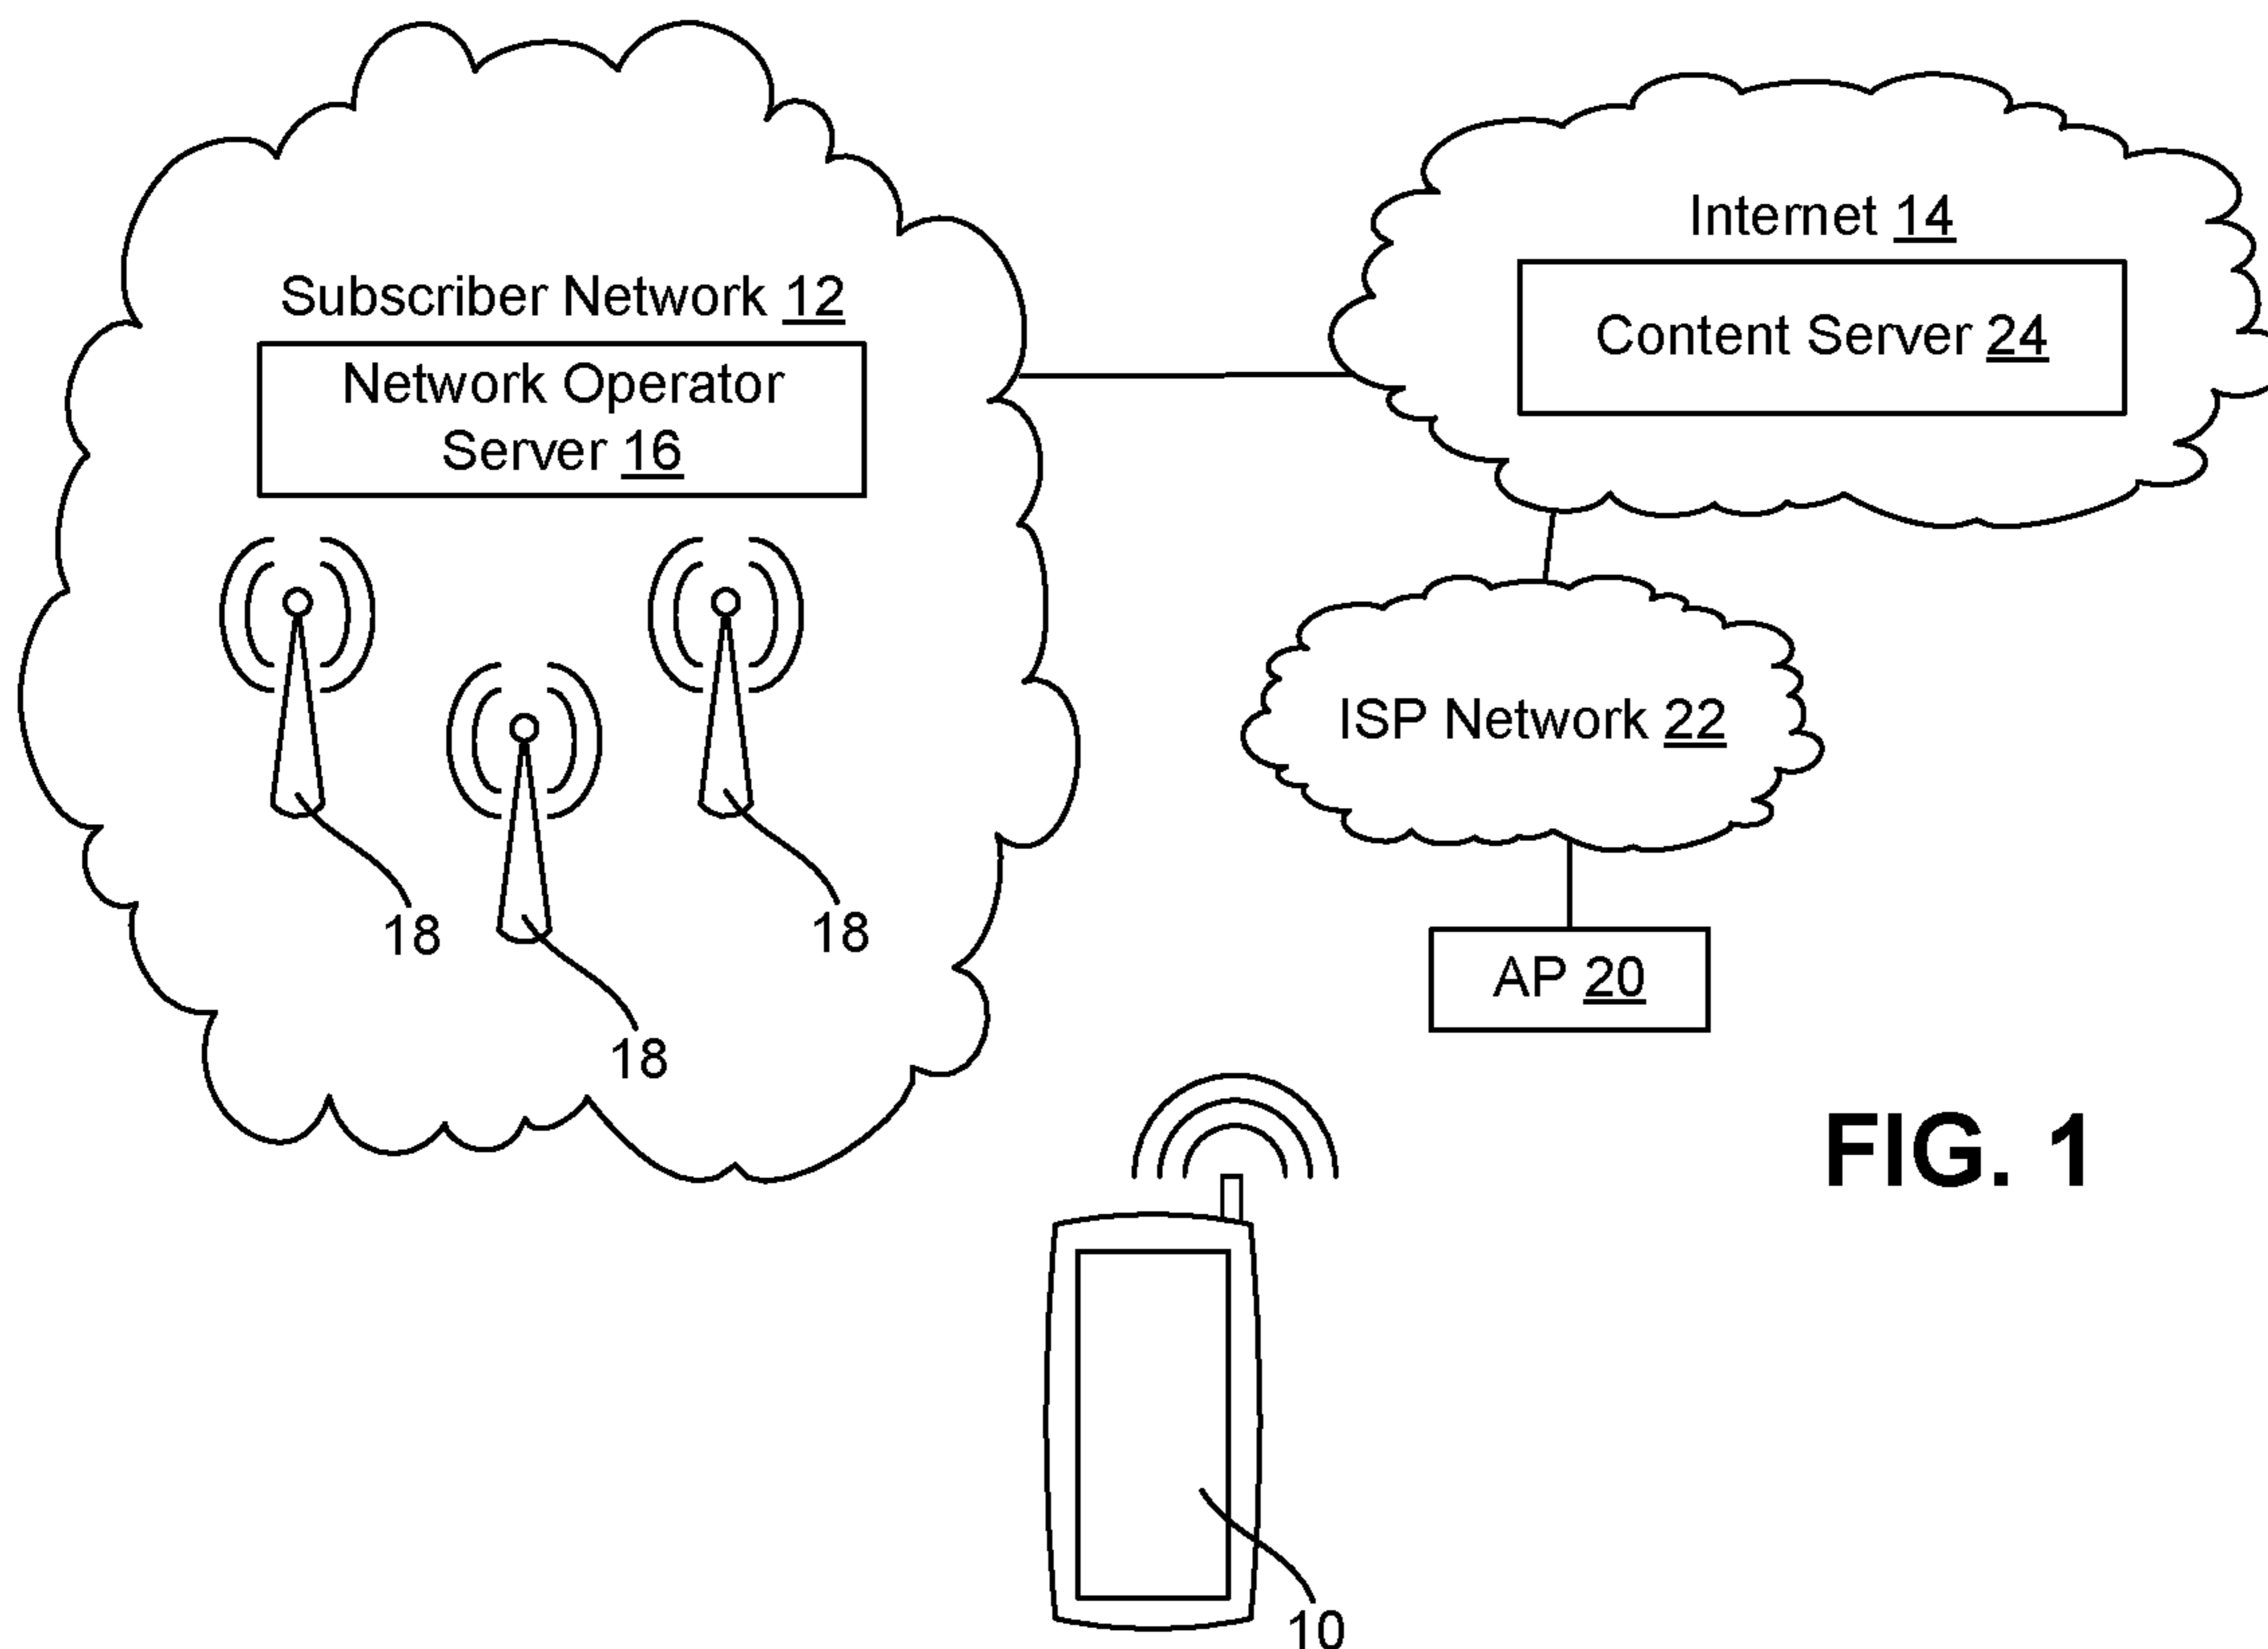 Subscriber Network 12
Network Operator
Server 16
18
18
18
Internet 14
Content Server 24
ISP Network 22
AP 20
FIG. 1
10